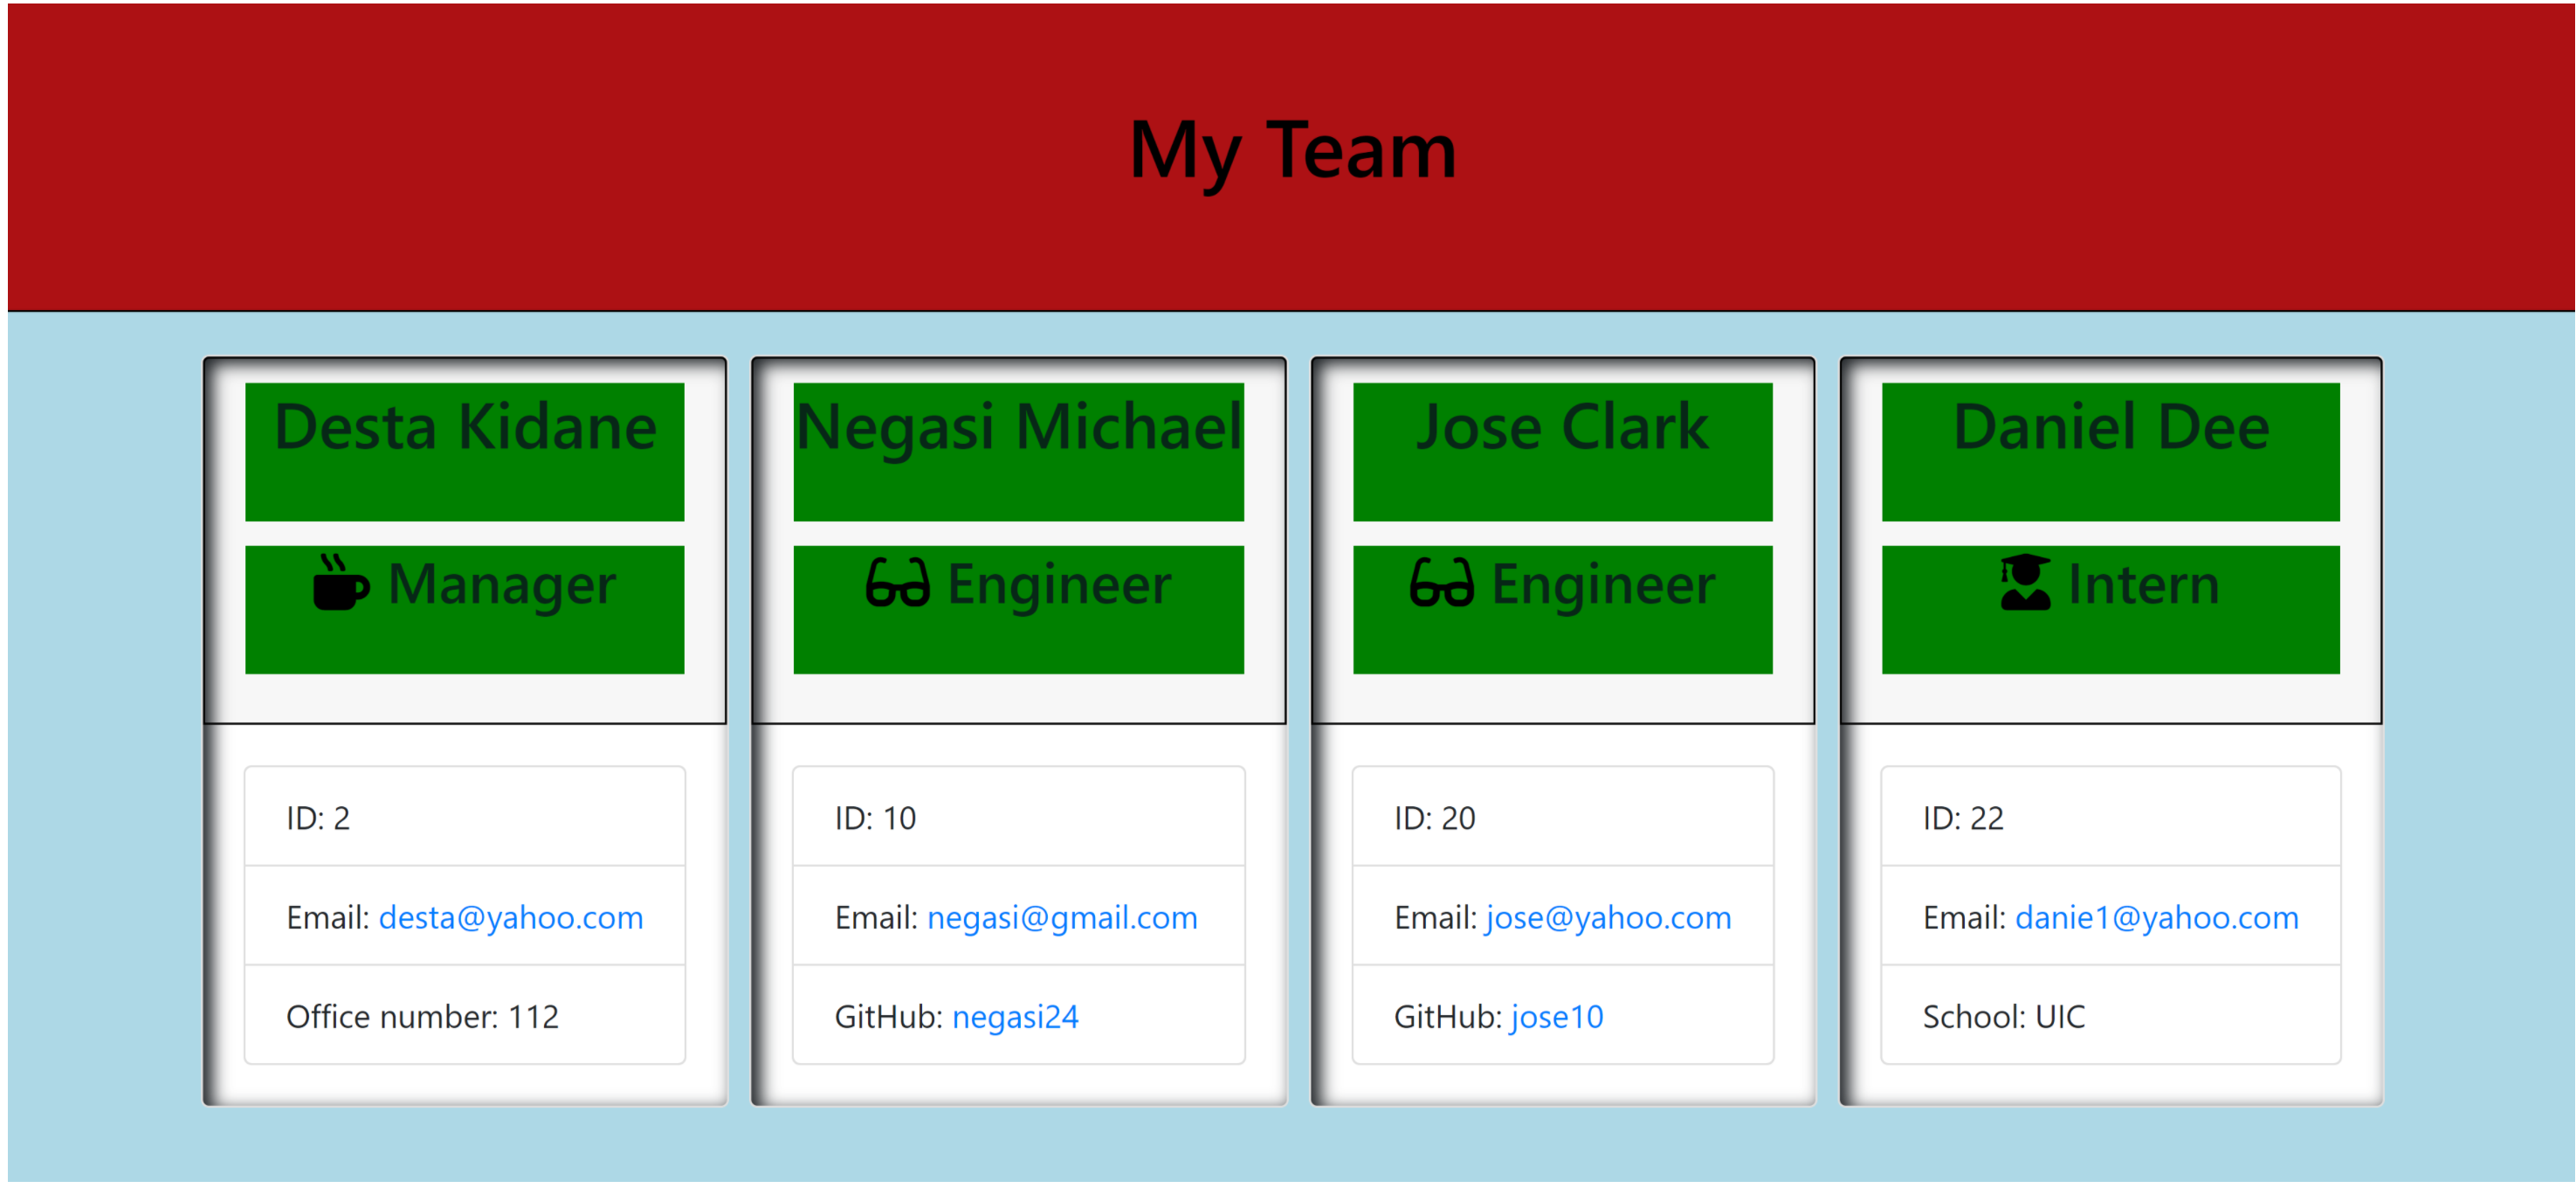 My Team
Desta Kidane
Manager
ID: 2
Email: desta@yahoo.com
Office number: 112
Negasi Michael
Engineer
ID: 10
Email: negasi@gmail.com
GitHub: negasi24
Jose Clark
Engineer
ID: 20
Email: jose@yahoo.com
GitHub: jose10
Daniel Dee
Intern
ID: 22
Email: danie1@yahoo.com
School: UIC